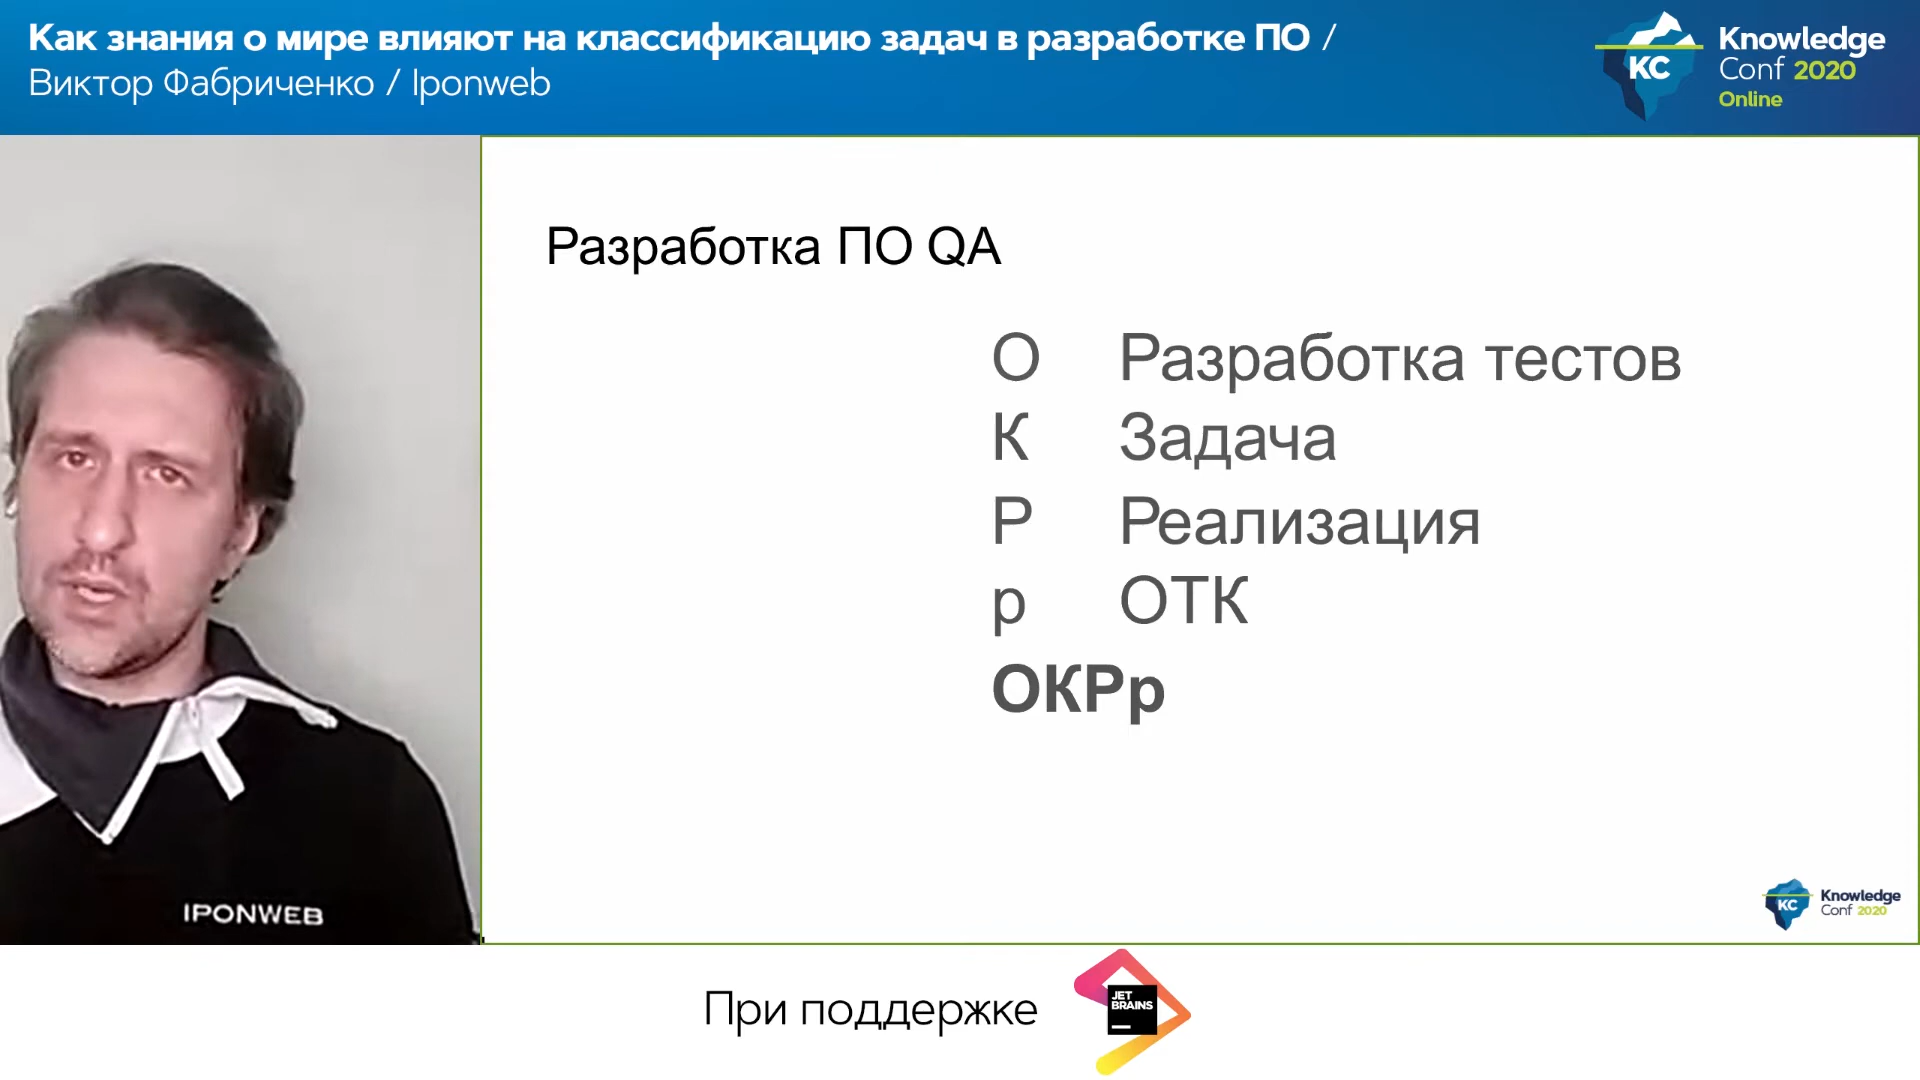 Как знания о мире влияют на классификацию задач в разработке ПО /
Виктор Фабриченко / Iponweb
KC
Knowledge
Conf 2020
Online
Разработка ПО QA
О Разработка тестов
К Задача
Р Реализация
р ОТК
ОКРр
IPONWEB
KC
Knowledge
Conf 2020
При поддержке
JET
BRAINS